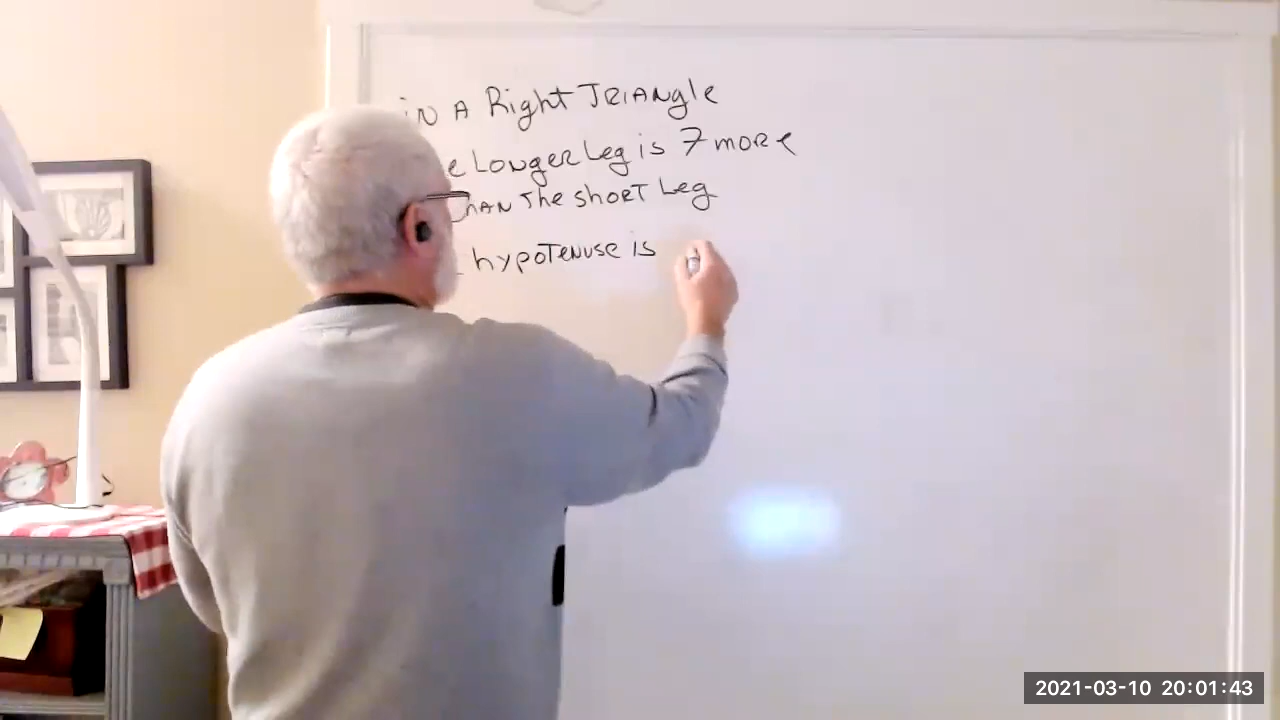 in A Right TRIANgle
LONgeR Leg is 7 moRe
The shoRT Leg
hypoTeNuse is
2021-03-10 20:01:43